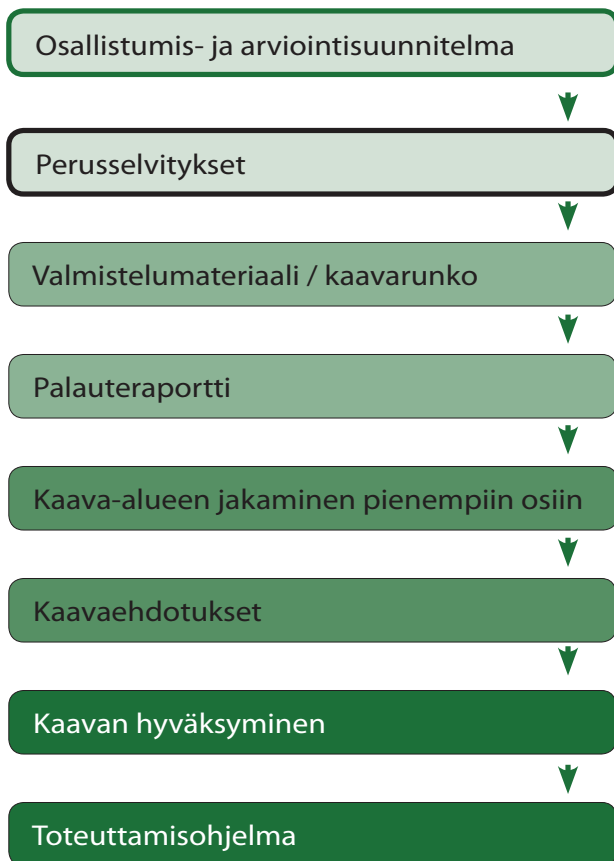 Osallistumis- ja arviointisuunnitelma
Perusselvitykset
Valmistelumateriaali / kaavarunko
Palauteraportti
Kaava-alueen jakaminen pienempiin osiin
Kaavaehdotukset
Kaavan hyväksyminen
Toteuttamisohjelma